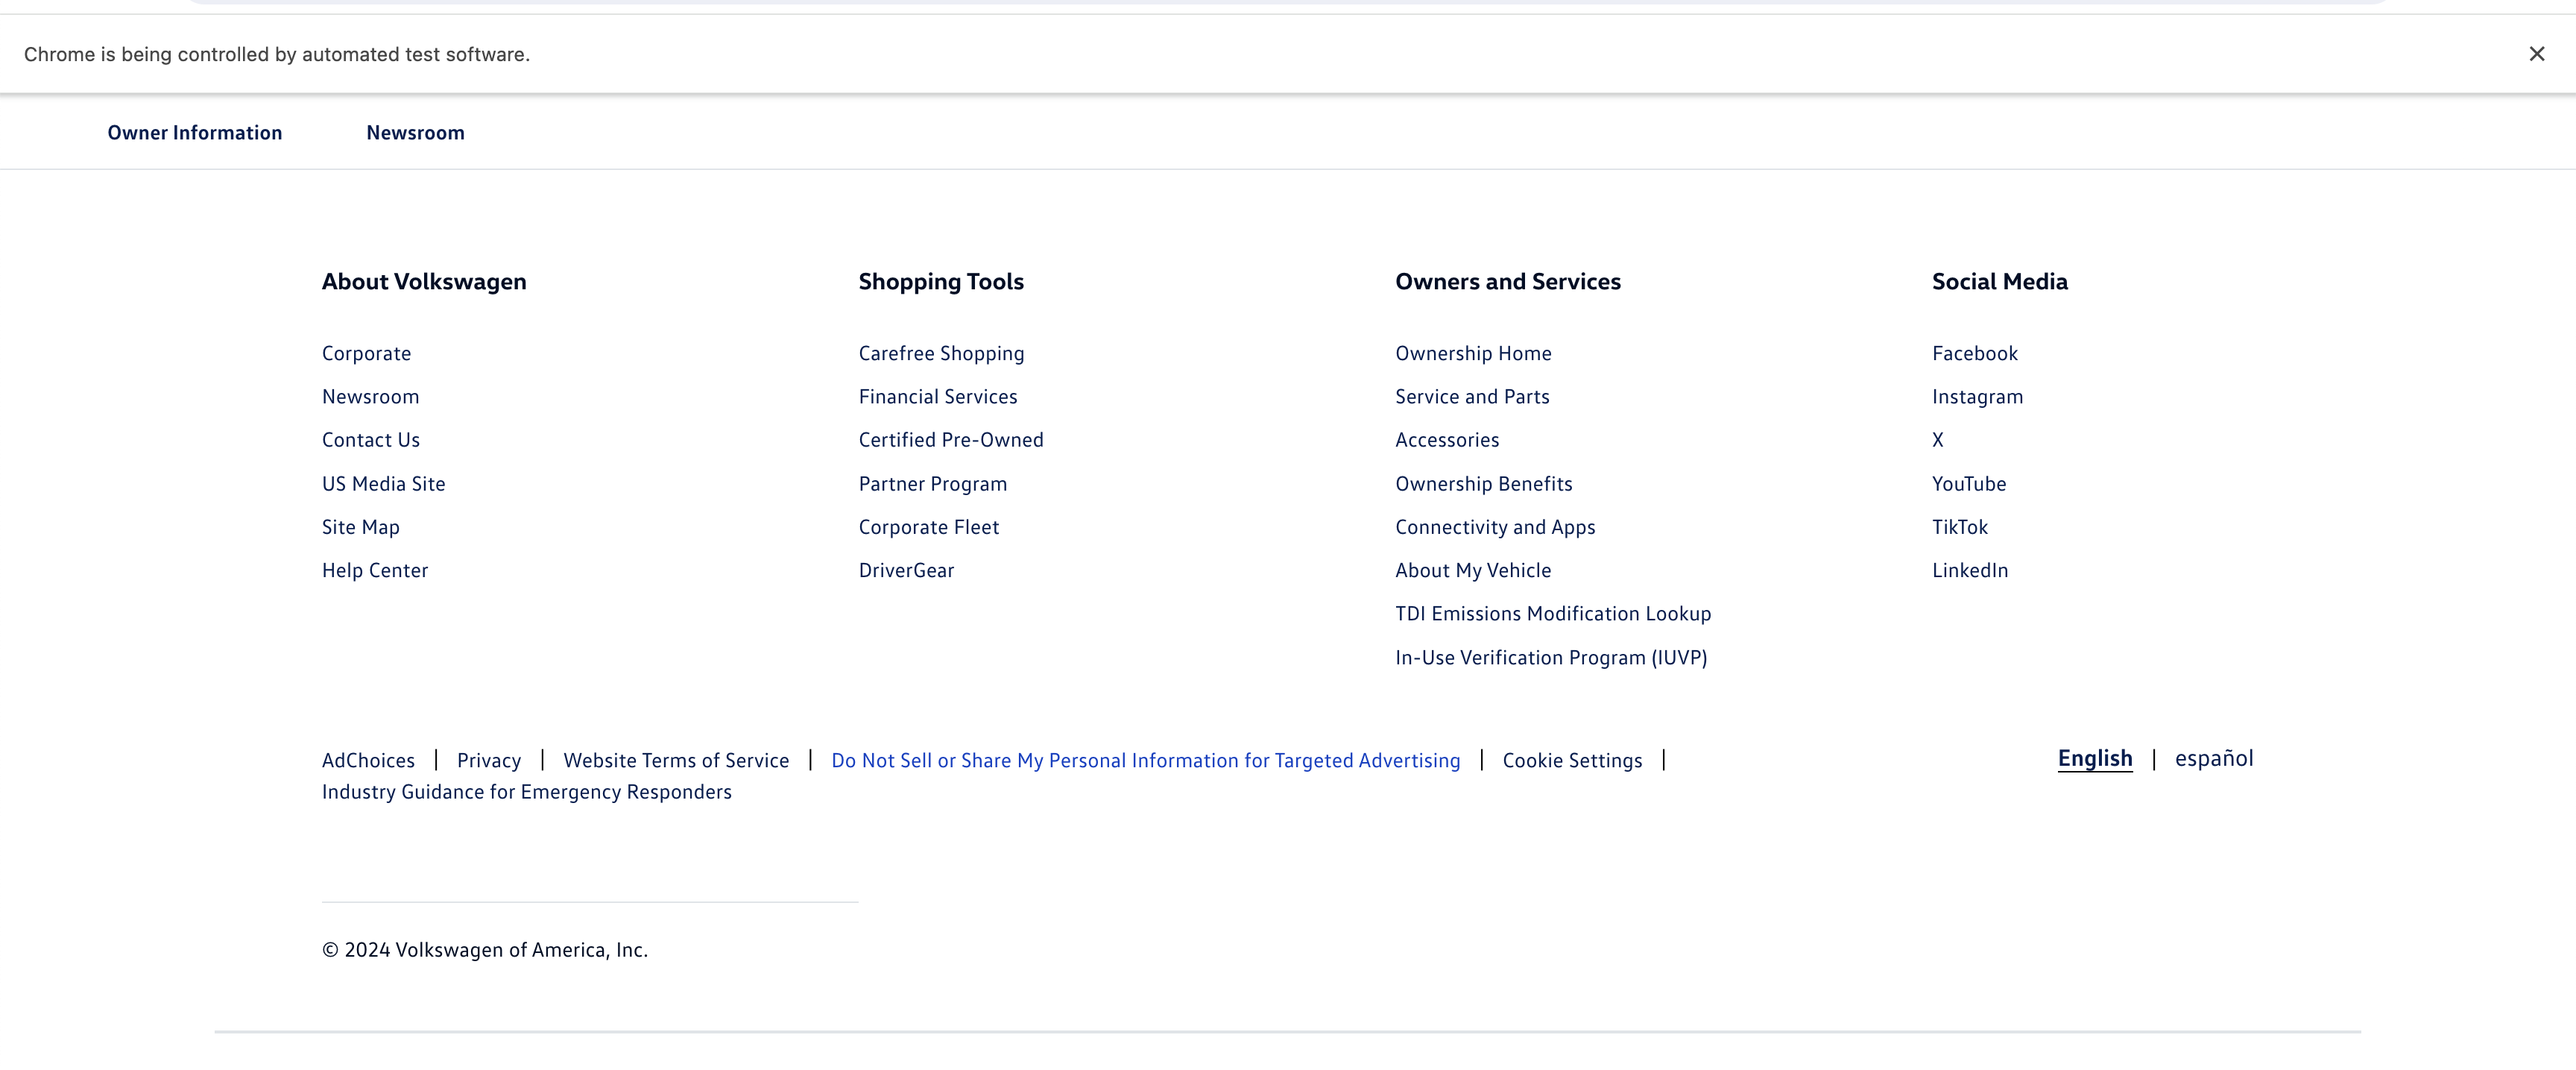 Chrome is being controlled by automated test software.
Owner Information Newsroom
About Volkswagen
Corporate
Newsroom
Contact Us
US Media Site
Site Map
Help Center
Shopping Tools
Carefree Shopping
Financial Services
Certified Pre-Owned
Partner Program
Corporate Fleet
DriverGear
Owners and Services
Ownership Home
Service and Parts
Accessories
Ownership Benefits
Connectivity and Apps
About My Vehicle
TDI Emissions Modification Lookup
In-Use Verification Program (IUVP)
Social Media
Facebook
Instagram
X
YouTube
TikTok
LinkedIn
AdChoices | Privacy | Website Terms of Service | Do Not Sell or Share My Personal Information for Targeted Advertising | Cookie Settings |
Industry Guidance for Emergency Responders
English | español
© 2024 Volkswagen of America, Inc.